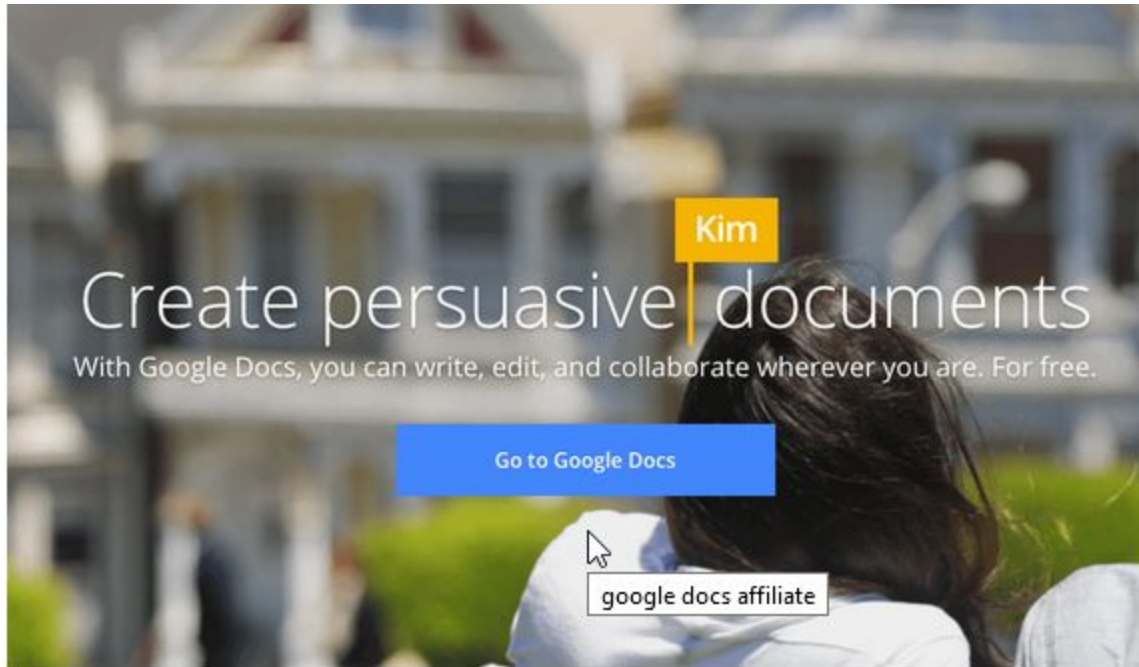 Kim
Create persuasive documents
With Google Docs, you can write, edit, and collaborate wherever you are. For free.
Go to Google Docs
google docs affiliate